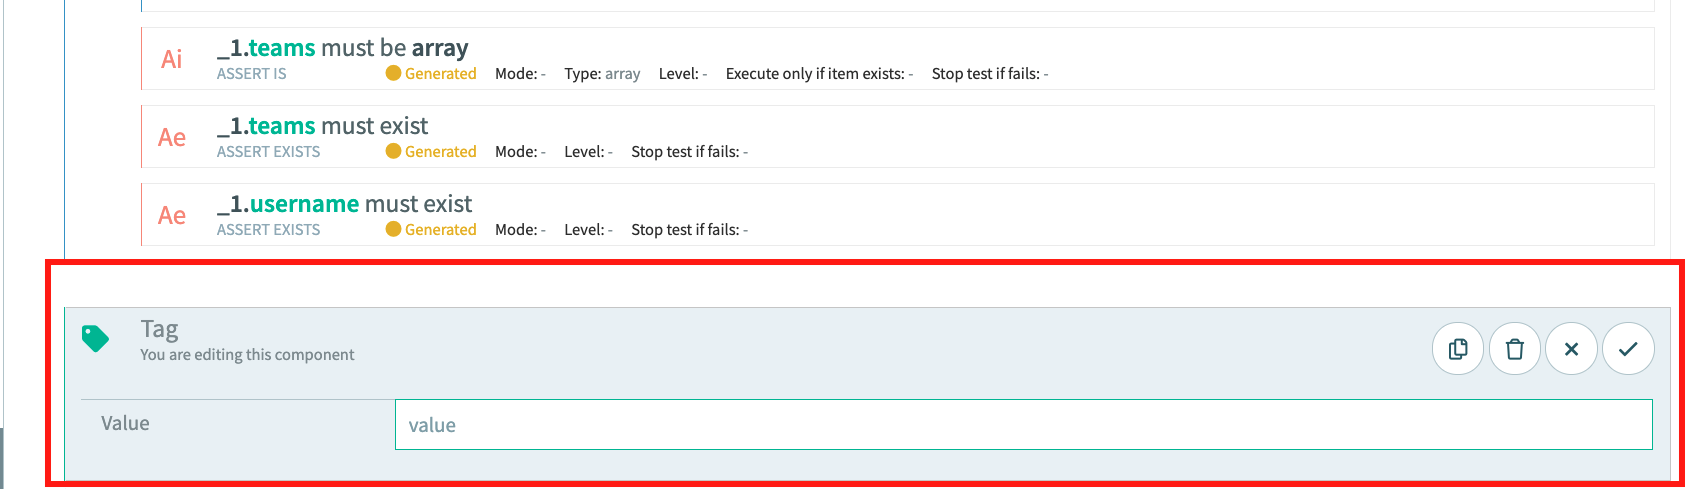 Ai _1.teams must be array
ASSERT IS Generated Mode: - Type: array Level: - Execute only if item exists: - Stop test if fails: -
Ae _1.teams must exist
ASSERT EXISTS Generated Mode: - Level: - Stop test if fails: -
Ae _1.username must exist
ASSERT EXISTS Generated Mode: - Level: - Stop test if fails: -
Tag
You are editing this component
Value value